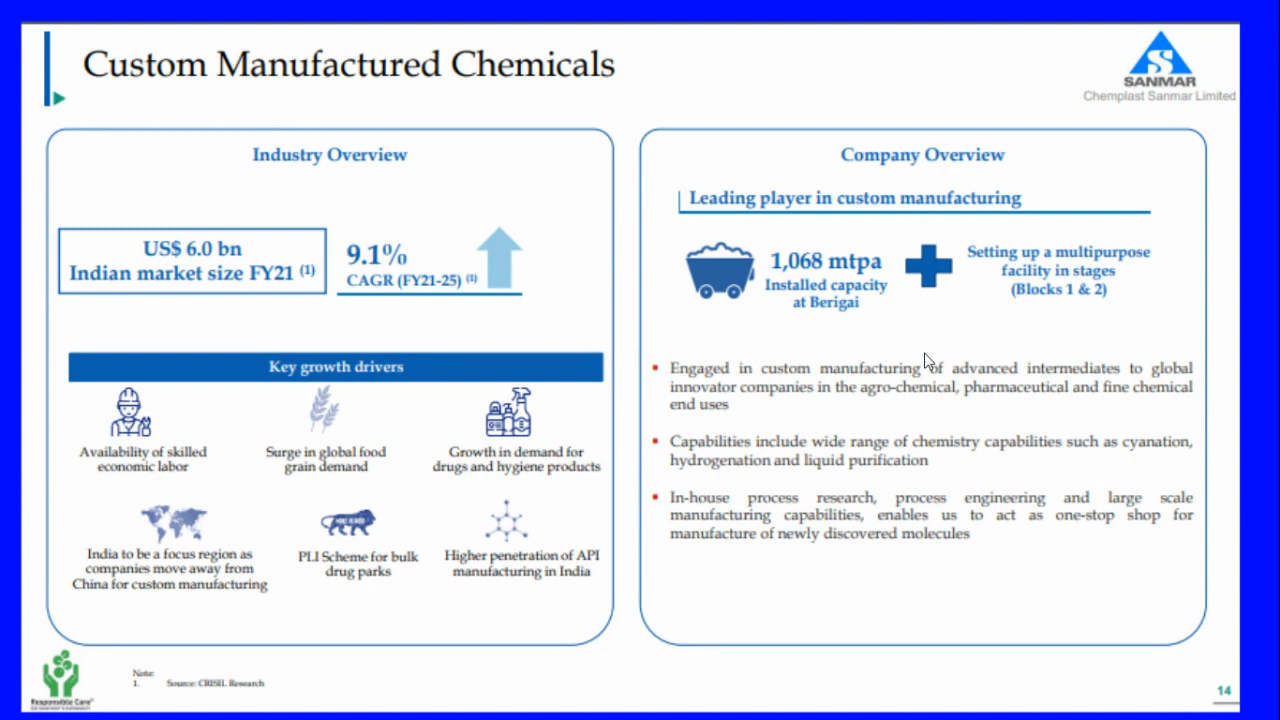 Custom Manufactured Chemicals
SANMAR
Chemplast Sanmar Limited
Industry Overview
US$ 6.0 bn
Indian market size FY21 (1)
9.1%
CAGR (FY21-25) (1)
Key growth drivers
Availability of skilled
economic labor
Surge in global food
grain demand
Growth in demand for
drugs and hygiene products
India to be a focus region as
companies move away from
China for custom manufacturing
PLI Scheme for bulk
drug parks
Higher penetration of API
manufacturing in India
Company Overview
Leading player in custom manufacturing
1,068 mtpa
Installed capacity
at Berigai
Setting up a multipurpose
facility in stages
(Blocks 1 & 2)
▪ Engaged in custom manufacturing of advanced intermediates to global
innovator companies in the agro-chemical, pharmaceutical and fine chemical
end uses
▪ Capabilities include wide range of chemistry capabilities such as cyanation,
hydrogenation and liquid purification
▪ In-house process research, process engineering and large scale
manufacturing capabilities, enables us to act as one-stop shop for
manufacture of newly discovered molecules
Responsible Care
Note:
1. Source: CRISIL Research
14